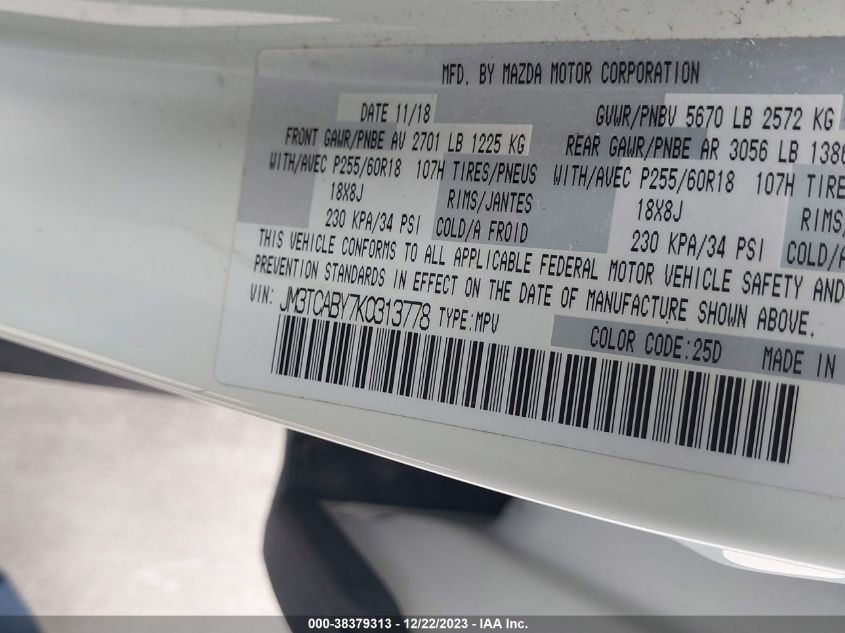 MFD. BY MAZDA MOTOR CORPORATION
DATE 11/18 GVWR/PNBV 5670 LB 2572 KG
FRONT GAWR/PNBE AV 2701 LB 1225 KG REAR GAWR/PNBE AR 3056 LB 1386
WITH/AVEC P255/60R18 107H TIRES/PNEUS WITH/AVEC P255/60R18 107H TIRE
18X8J RIMS/JANTES 18X8J RIMS/
230 KPA/34 PSI COLD/A FROID 230 KPA/34 PSI COLD/A
THIS VEHICLE CONFORMS TO ALL APPLICABLE FEDERAL MOTOR VEHICLE SAFETY AND
PREVENTION STANDARDS IN EFFECT ON THE DATE OF MANUFACTURE SHOWN ABOVE.
VIN: JM3TCABY7K0313778 TYPE:MPV
COLOR CODE:25D MADE IN
000-38379313 - 12/22/2023 - IAA Inc.